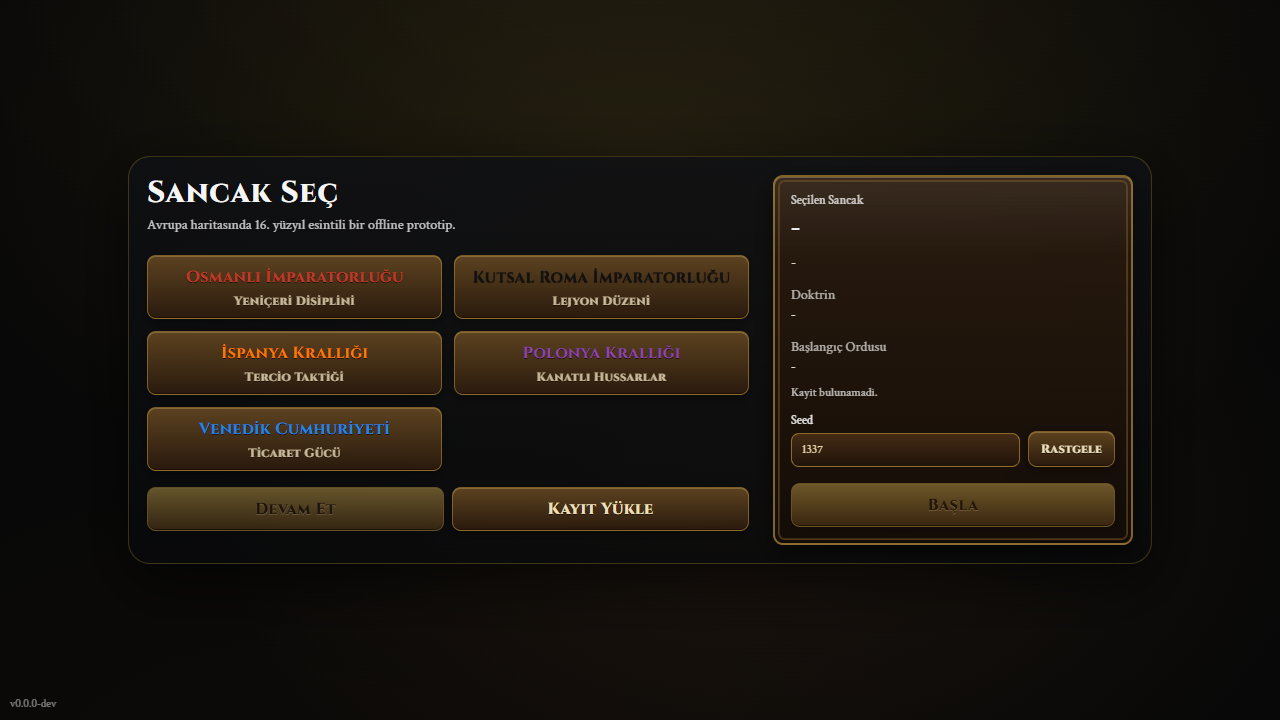 Sancak Seç
Avrupa haritasında 16. yüzyıl esintili bir offline prototip.
Osmanlı İmparatorluğu
Yeniçeri Disiplini
Kutsal Roma İmparatorluğu
Lejyon Düzeni
İspanya Krallığı
Tercio Taktiği
Polonya Krallığı
Kanatlı Hussarlar
Venedik Cumhuriyeti
Ticaret Gücü
Devam Et
Kayıt Yükle
Seçilen Sancak
—
-
Doktrin
-
Başlangıç Ordusu
-
Kayit bulunamadi.
Seed
1337
Rastgele
Başla
v0.0.0-dev